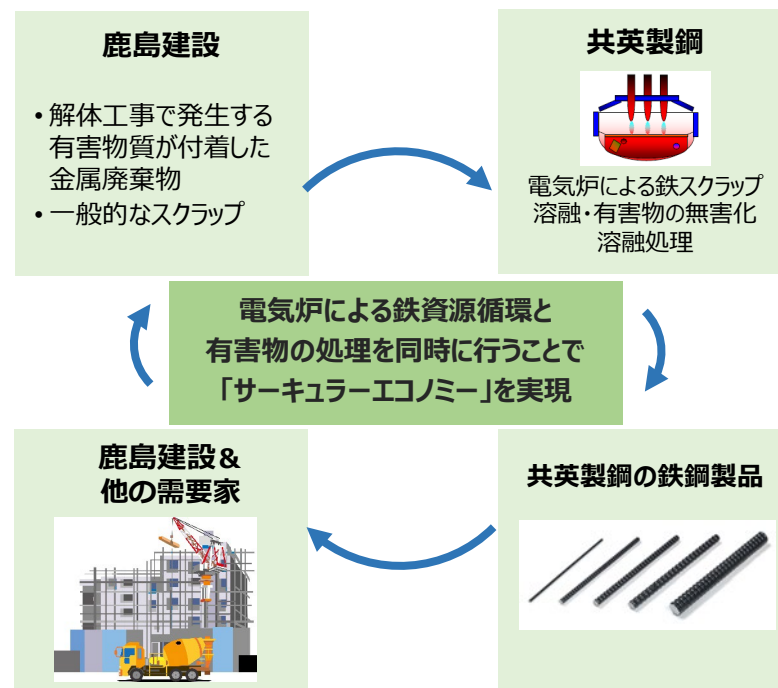 鹿島建設
• 解体工事で発生する
有害物質が付着した
金属廃棄物
• 一般的なスクラップ
共英製鋼
電気炉による鉄スクラップ
溶融・有害物の無害化
溶融処理
電気炉による鉄資源循環と
有害物の処理を同時に行うことで
「サーキュラーエコノミー」を実現
鹿島建設&
他の需要家
共英製鋼の鉄鋼製品